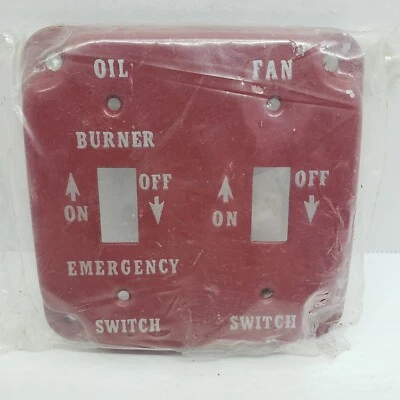 OIL FAN
BURNER
OFF OFF
ON ON
EMERGENCY
SWITCH SWITCH